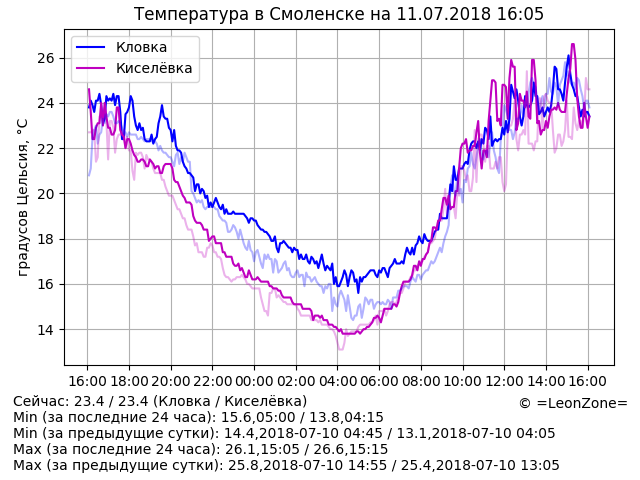 Температура в Смоленске на 11.07.2018 16:05
Кловка
Киселёвка
градусов Цельсия, °C
26
24
22
20
18
16
14
16:00 18:00 20:00 22:00 00:00 02:00 04:00 06:00 08:00 10:00 12:00 14:00 16:00
Сейчас: 23.4 / 23.4 (Кловка / Киселёвка)
© =LeonZone=
Min (за последние 24 часа): 15.6,05:00 / 13.8,04:15
Min (за предыдущие сутки): 14.4,2018-07-10 04:45 / 13.1,2018-07-10 04:05
Max (за последние 24 часа): 26.1,15:05 / 26.6,15:15
Max (за предыдущие сутки): 25.8,2018-07-10 14:55 / 25.4,2018-07-10 13:05